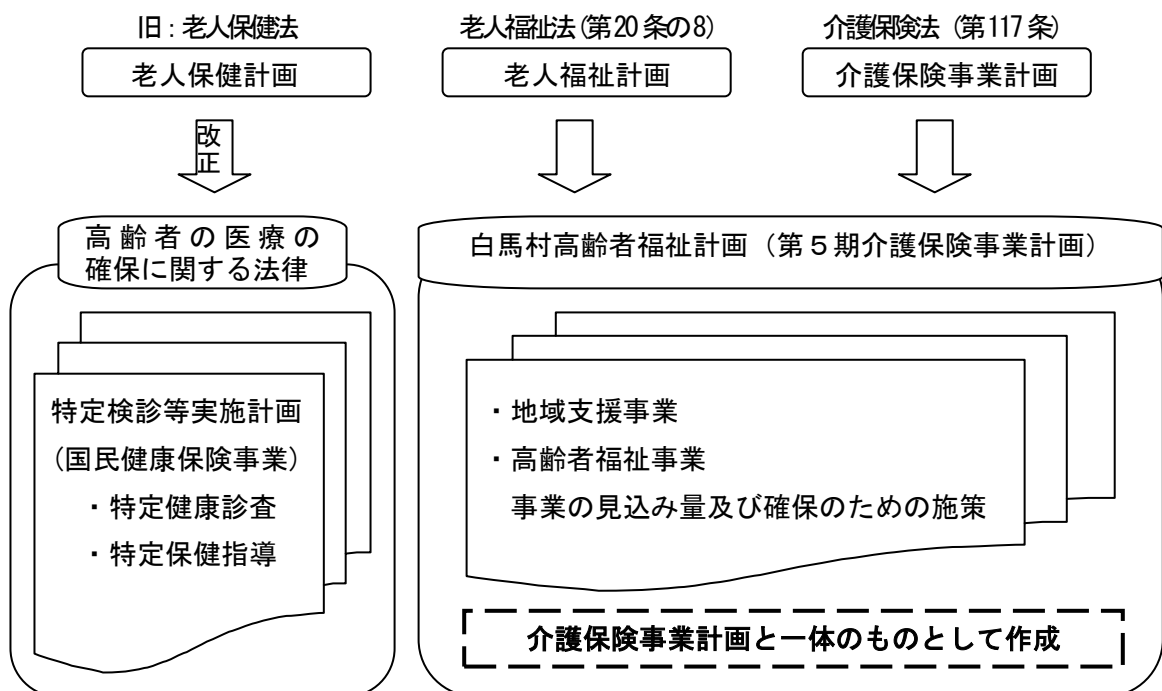 旧：老人保健法
老人福祉法（第20条の8）
介護保険法（第117条）
老人保健計画
老人福祉計画
介護保険事業計画
改正
高齢者の医療の
確保に関する法律
白馬村高齢者福祉計画（第５期介護保険事業計画）
特定検診等実施計画
（国民健康保険事業）
・特定健康診査
・特定保健指導
・地域支援事業
・高齢者福祉事業
事業の見込み量及び確保のための施策
介護保険事業計画と一体のものとして作成